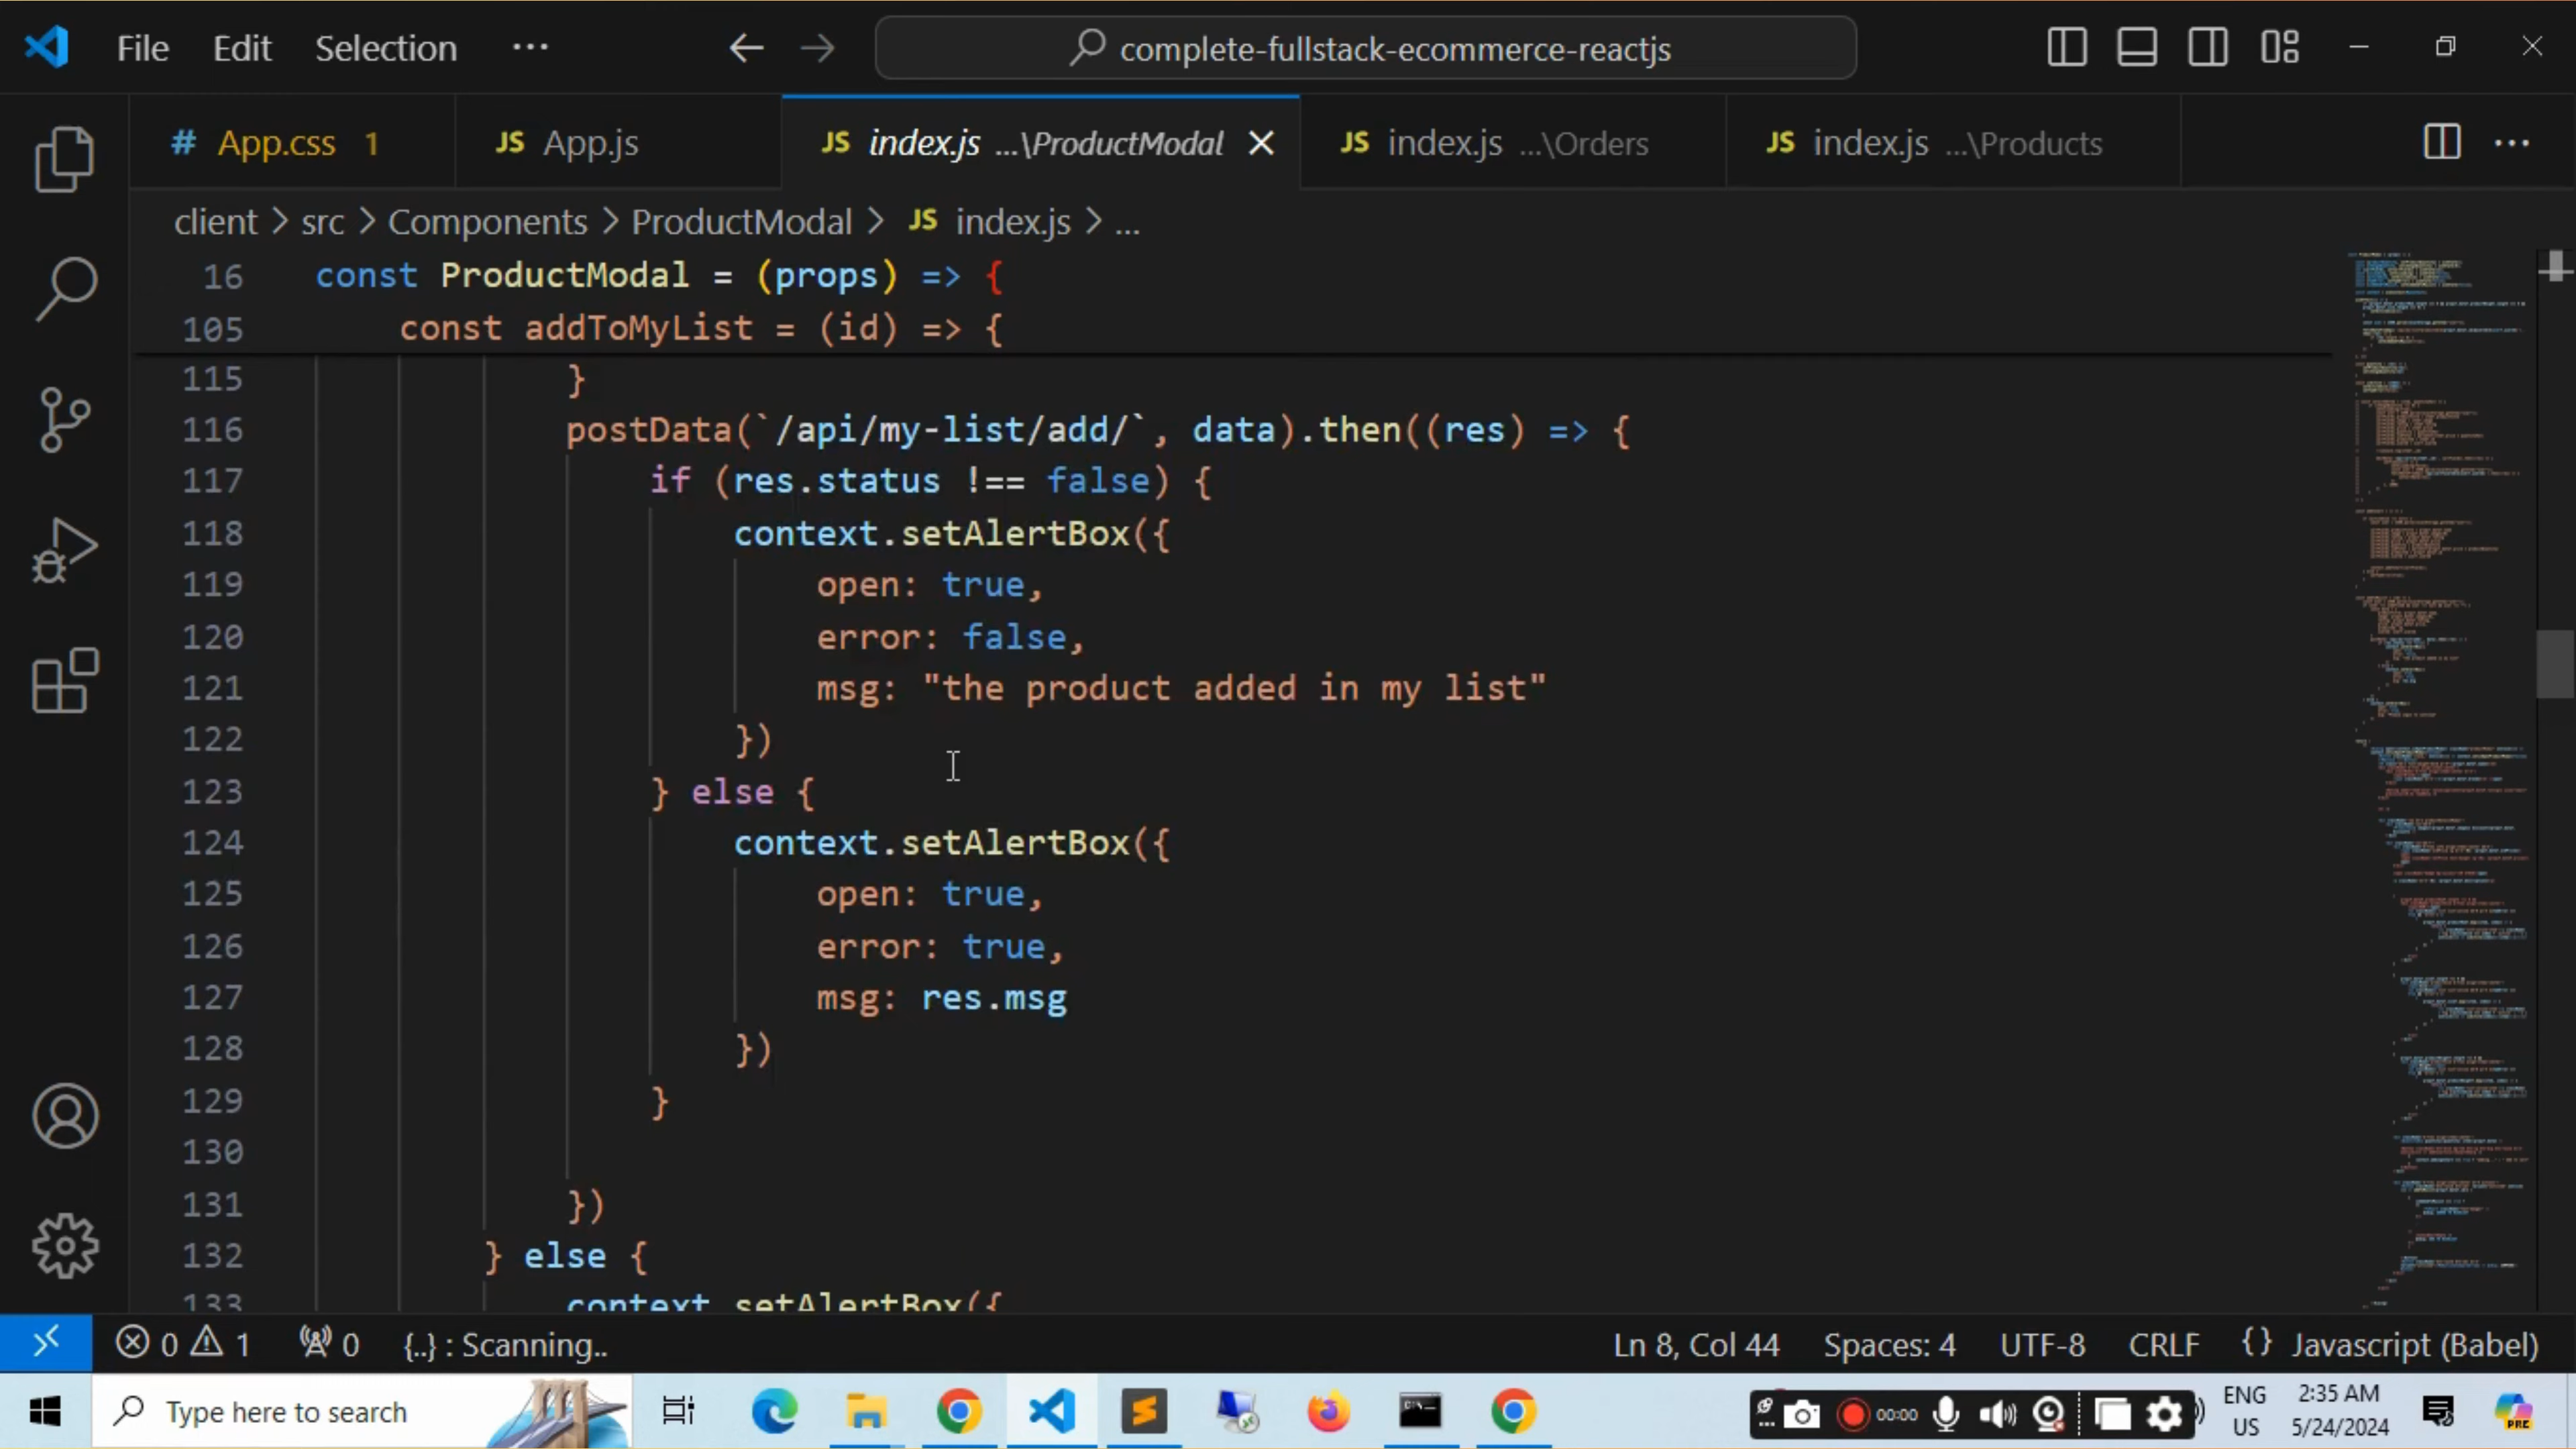 File Edit Selection ··· complete-fullstack-ecommerce-reactjs
# App.css 1 JS App.js JS index.js ...\ProductModal JS index.js ...\Orders JS index.js ...\Products ···
client > src > Components > ProductModal > JS index.js > ...
16 const ProductModal = (props) => {
105 const addToMyList = (id) => {
115 }
116 postData(`/api/my-list/add/`, data).then((res) => {
117 if (res.status !== false) {
118 context.setAlertBox({
119 open: true,
120 error: false,
121 msg: "the product added in my list"
122 })
123 } else {
124 context.setAlertBox({
125 open: true,
126 error: true,
127 msg: res.msg
128 })
129 }
130
131 })
132 } else {
133 context.setAlertBox({
0 1 0 {..} : Scanning.. Ln 8, Col 44 Spaces: 4 UTF-8 CRLF {} Javascript (Babel)
Type here to search 00:00 ENG 2:35 AM
US 5/24/2024 PRE